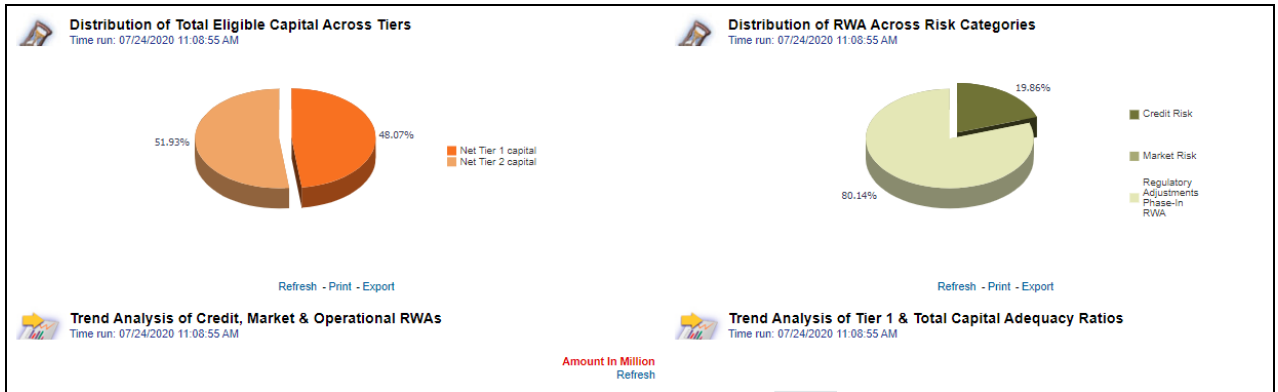 Distribution of Total Eligible Capital Across Tiers
Time run: 07/24/2020 11:08:55 AM
51.93%
48.07%
Net Tier 1 capital
Net Tier 2 capital
Refresh - Print - Export
Distribution of RWA Across Risk Categories
Time run: 07/24/2020 11:08:55 AM
19.86%
80.14%
Credit Risk
Market Risk
Regulatory
Adjustments
Phase-In
RWA
Refresh - Print - Export
Trend Analysis of Credit, Market & Operational RWAs
Time run: 07/24/2020 11:08:55 AM
Amount In Million
Refresh
Trend Analysis of Tier 1 & Total Capital Adequacy Ratios
Time run: 07/24/2020 11:08:55 AM